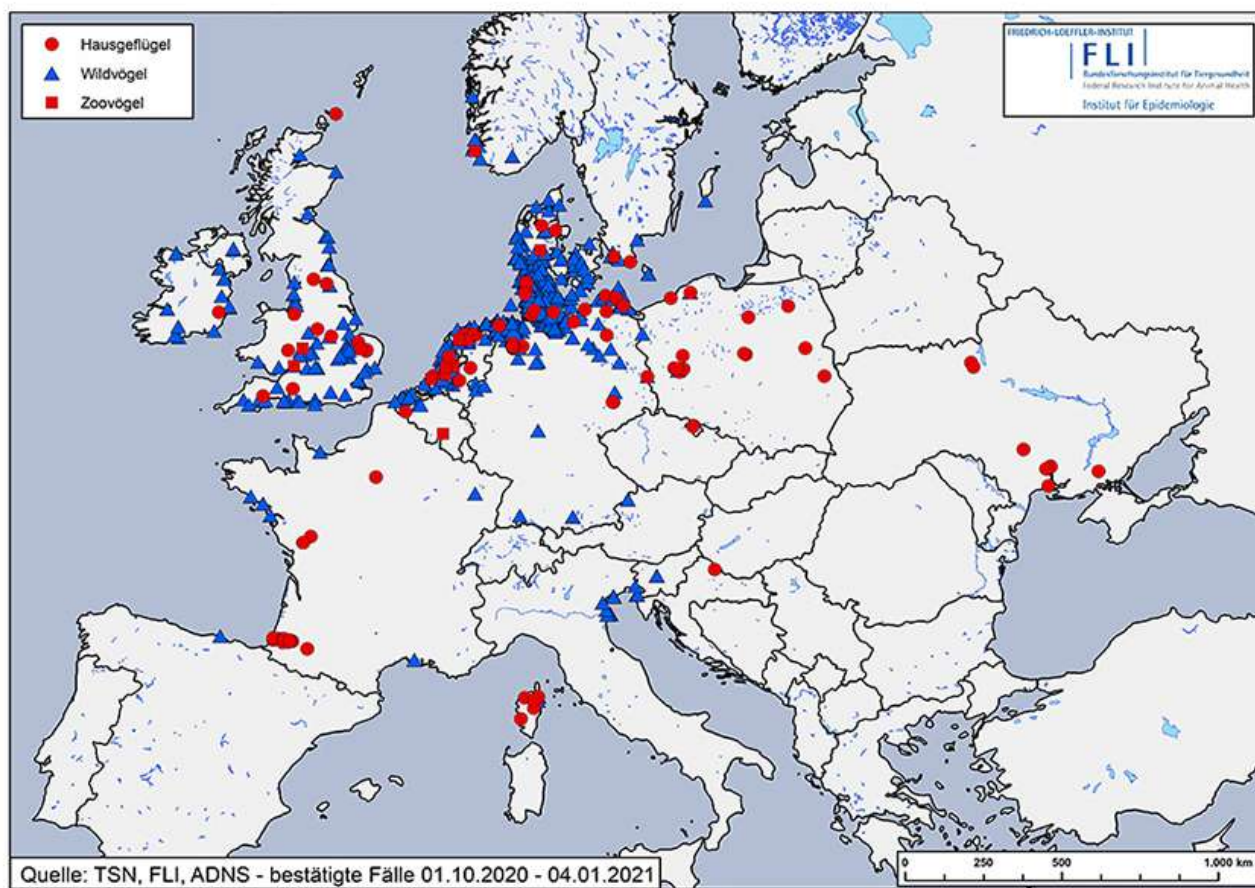 Hausgeflügel
Wildvögel
Zoovögel
FRIEDRICH-LOEFFLER-INSTITUT
FLI
Bundesforschungsinstitut für Tiergesundheit
Federal Research Institute for Animal Health
Institut für Epidemiologie
Quelle: TSN, FLI, ADNS - bestätigte Fälle 01.10.2020 - 04.01.2021
0 250 500 1,000 km